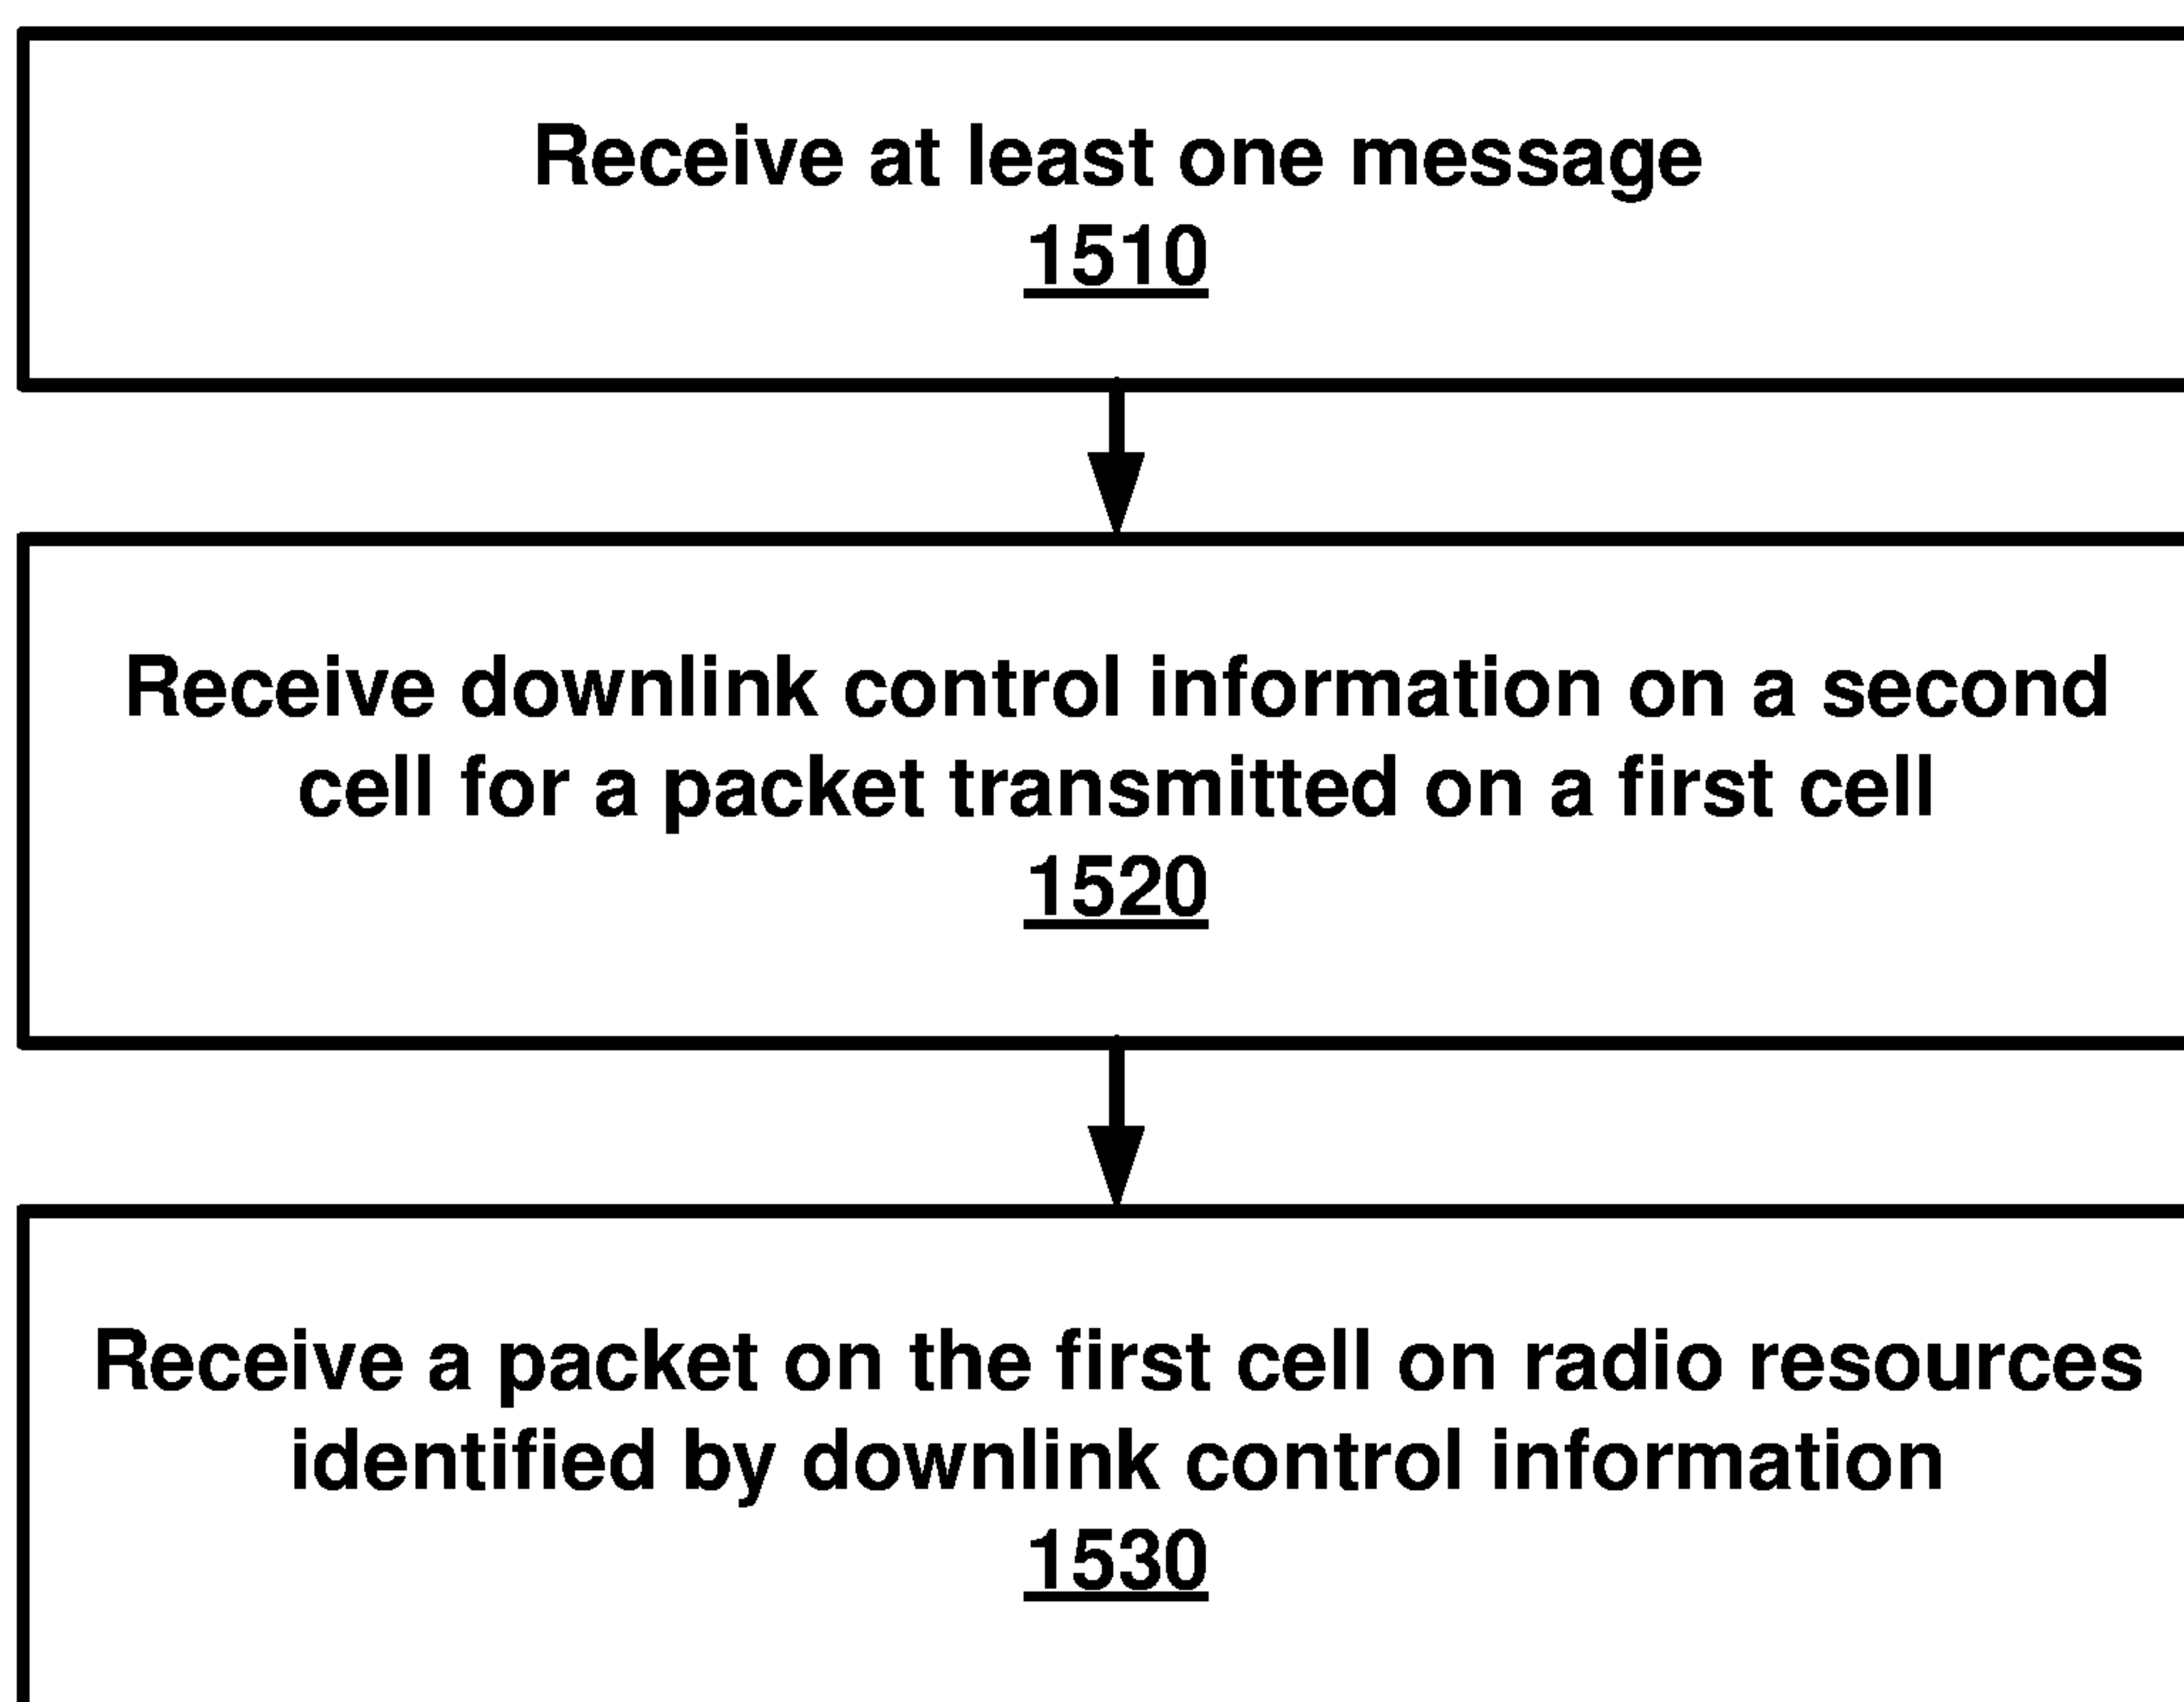 Receive at least one message
1510
Receive downlink control information on a second
cell for a packet transmitted on a first cell
1520
Receive a packet on the first cell on radio resources
identified by downlink control information
1530